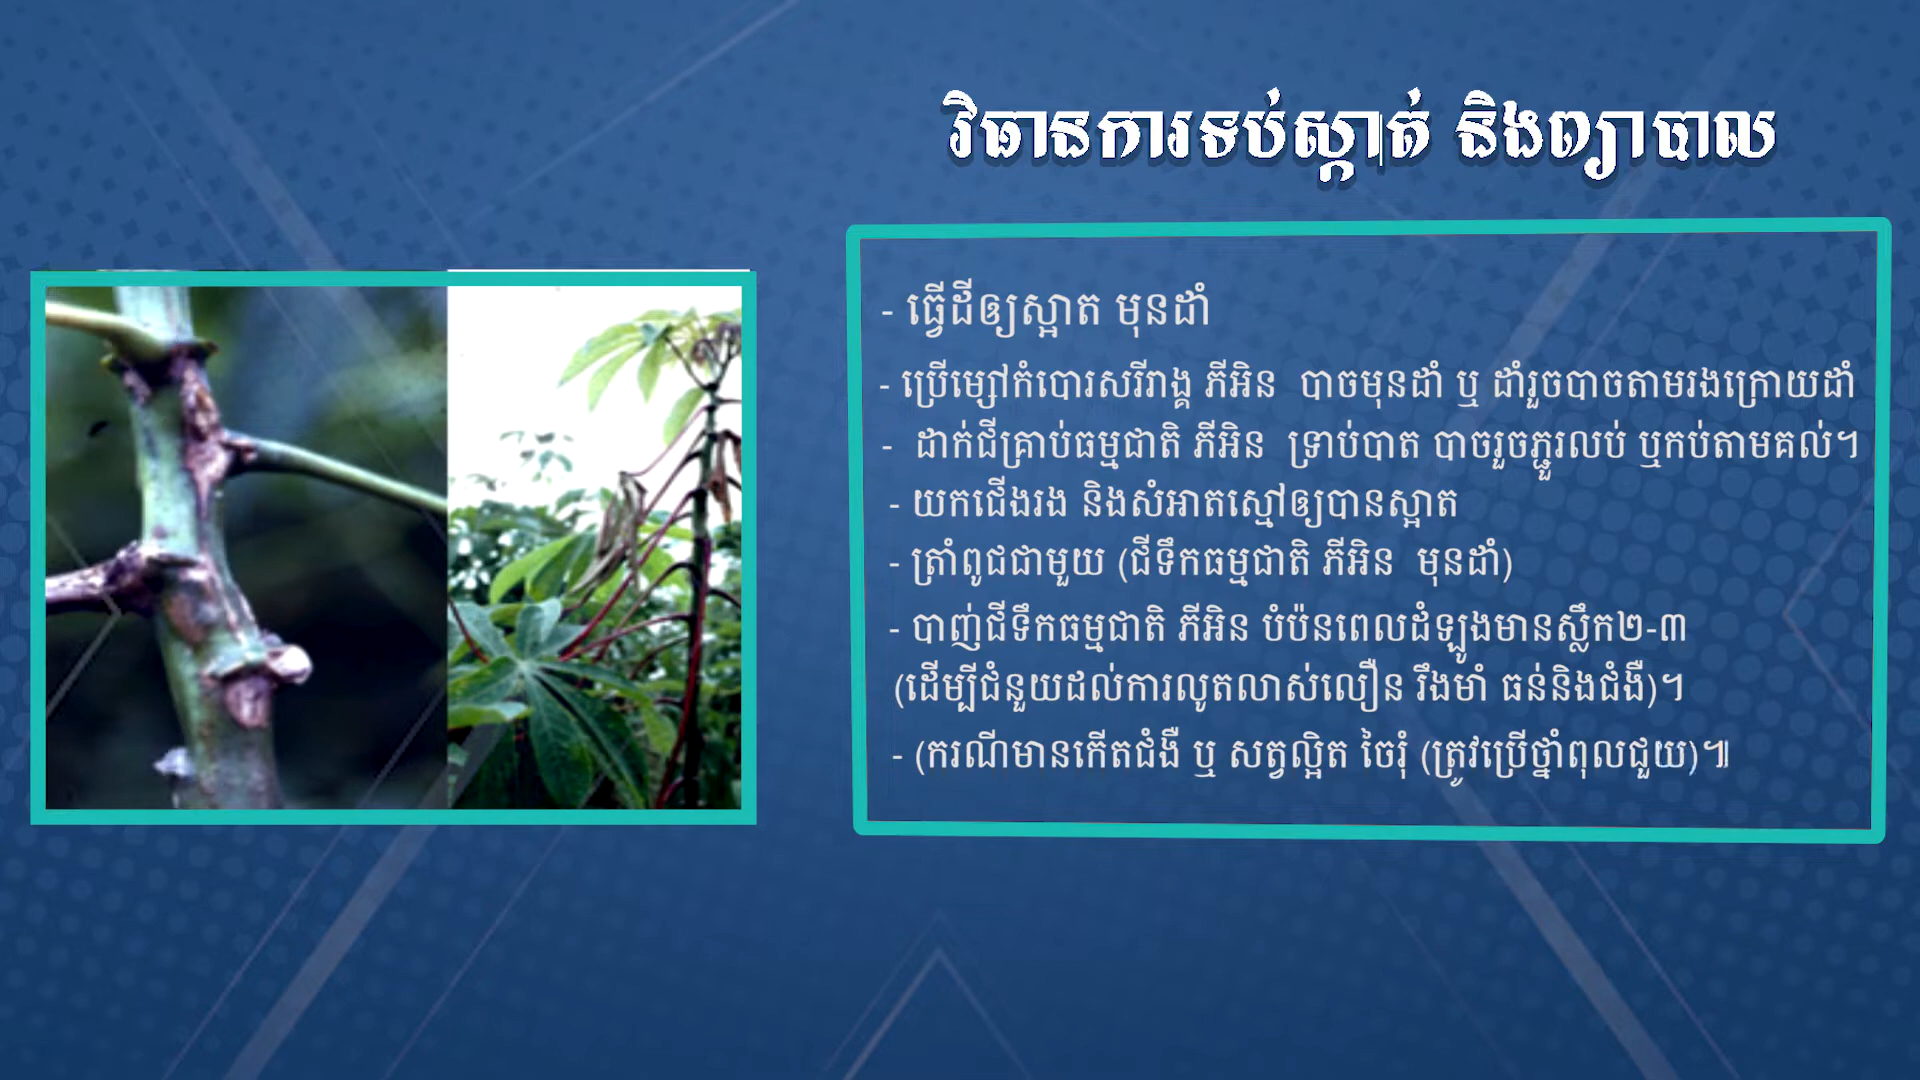 វិធានការទប់ស្កាត់ និងព្យាបាល
- ធ្វើដីឲ្យស្អាត មុនដាំ
- ប្រើម្សៅកំបោរសរីរាង្គ ភីអិន បាចមុនដាំ ឬ ដាំរួចបាចតាមរងក្រោយដាំ
- ដាក់ជីគ្រាប់ធម្មជាតិ ភីអិន ទ្រាប់បាត បាចរួចភ្ជួរលប់ ឬកប់តាមគល់។
- យកជើងរង និងសំអាតស្មៅឲ្យបានស្អាត
- ត្រាំពូជជាមួយ (ជីទឹកធម្មជាតិ ភីអិន មុនដាំ)
- បាញ់ជីទឹកធម្មជាតិ ភីអិន បំប៉នពេលដំឡូងមានស្លឹក២-៣
(ដើម្បីជំនួយដល់ការលូតលាស់លឿន រឹងមាំ ធន់និងជំងឺ)។
- (ករណីមានកើតជំងឺ ឬ សត្វល្អិត ចៃរុំ (ត្រូវប្រើថ្នាំពុលជួយ)៕